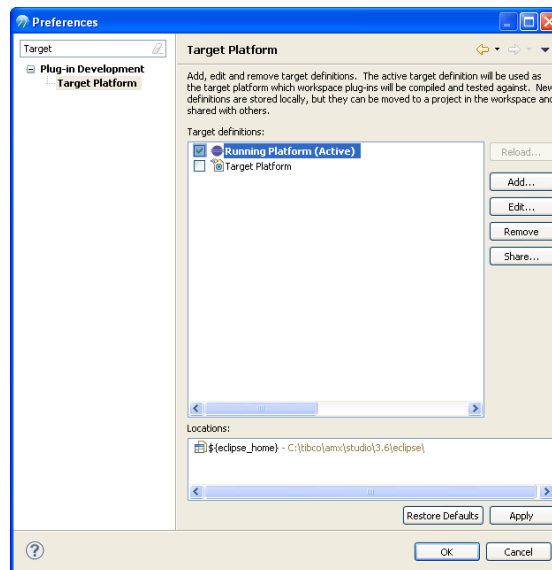 Preferences
Target
Plug-in Development
Target Platform
Target Platform
Add, edit and remove target definitions. The active target definition will be used as
the target platform which workspace plug-ins will be compiled and tested against. New
definitions are stored locally, but they can be moved to a project in the workspace and
shared with others.
Target definitions:
Running Platform (Active)
Target Platform
Reload...
Add...
Edit...
Remove
Share...
Locations:
${eclipse_home} - C:\tibco\amx\studio\3.6\eclipse\
Restore Defaults
Apply
OK
Cancel